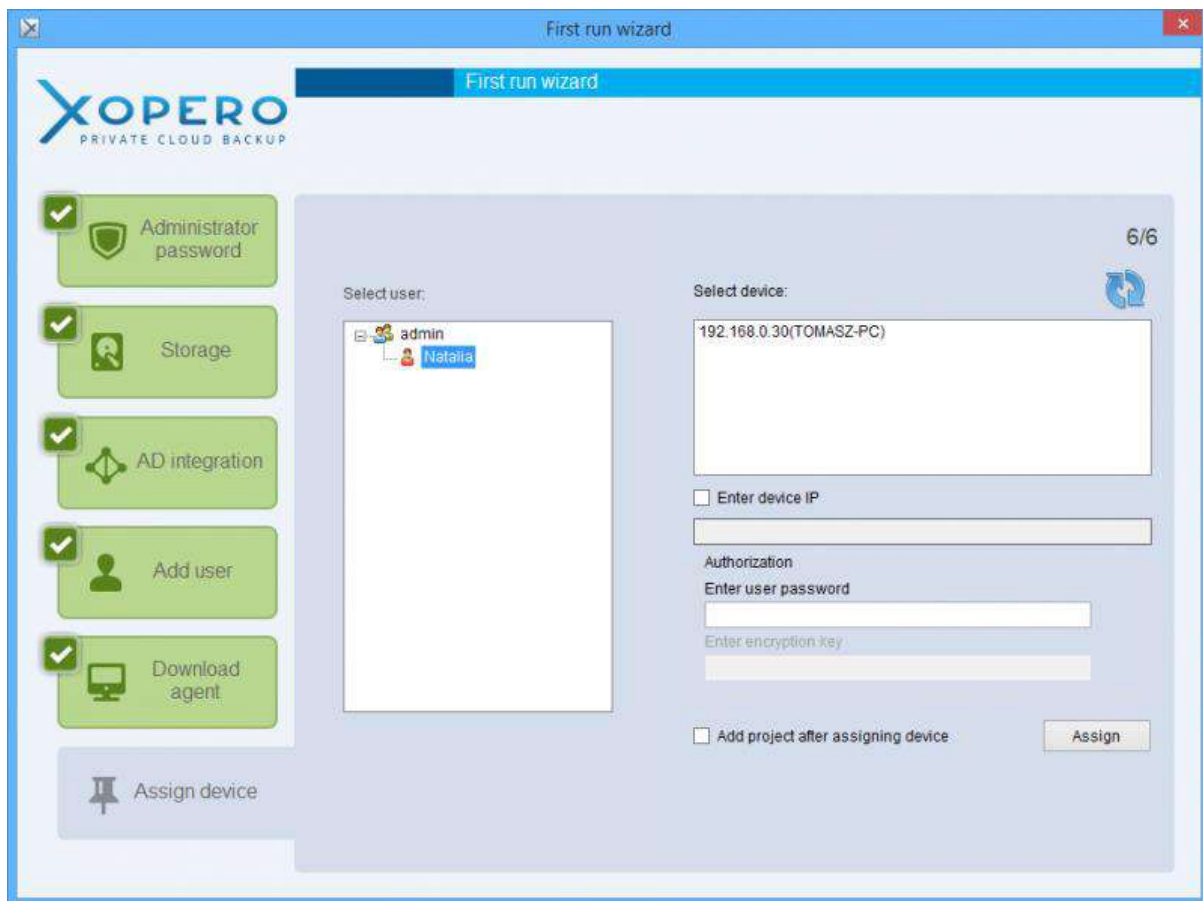 First run wizard
First run wizard
XOPERO
PRIVATE CLOUD BACKUP
Administrator
password
Storage
AD integration
Add user
Download
agent
Assign device
6/6
Select user:
admin
Natalia
Select device:
192.168.0.30(TOMASZ-PC)
Enter device IP
Authorization
Enter user password
Enter encryption key
Add project after assigning device
Assign